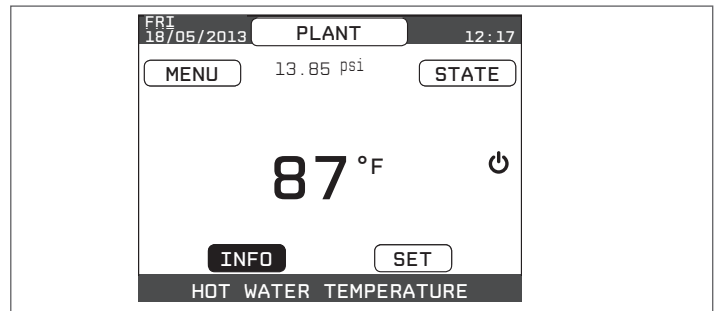 FRI
18/05/2013 PLANT 12:17
MENU 13.85 psi STATE
87 °F
INFO SET
HOT WATER TEMPERATURE